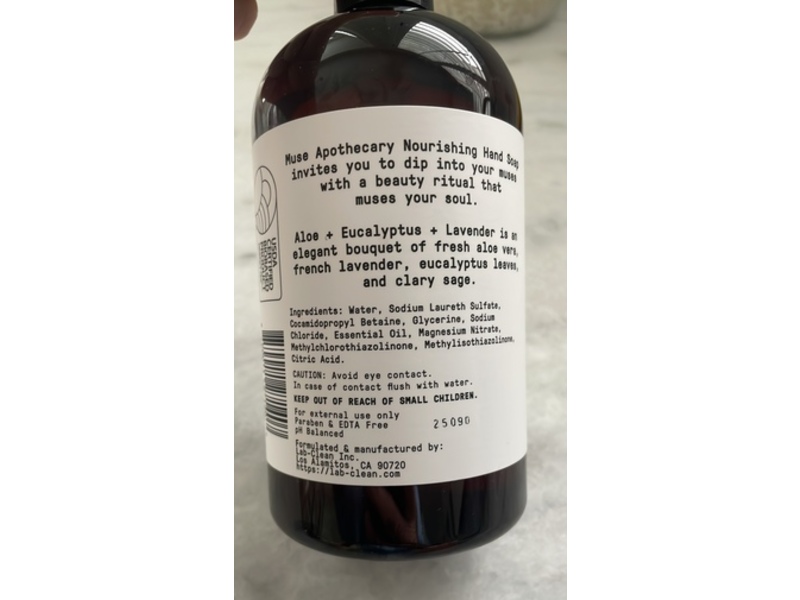 Muse Apothecary Nourishing Hand Soap
invites you to dip into your muses
with a beauty ritual that
muses your soul.
Aloe + Eucalyptus + Lavender is an
elegant bouquet of fresh aloe vera,
french lavender, eucalyptus leaves,
and clary sage.
Ingredients: Water, Sodium Laureth Sulfate,
Cocamidopropyl Betaine, Glycerine, Sodium
Chloride, Essential Oil, Magnesium Nitrate,
Methylchlorothiazolinone, Methylisothiazolinone,
Citric Acid.
CAUTION: Avoid eye contact.
In case of contact flush with water.
KEEP OUT OF REACH OF SMALL CHILDREN.
For external use only
Paraben & EDTA Free
pH Balanced
25090
Formulated & manufactured by:
Lab-Clean Inc.
Los Alamitos, CA 90720
https://lab-clean.com
USDA
CERTIFIED
BIOBASED